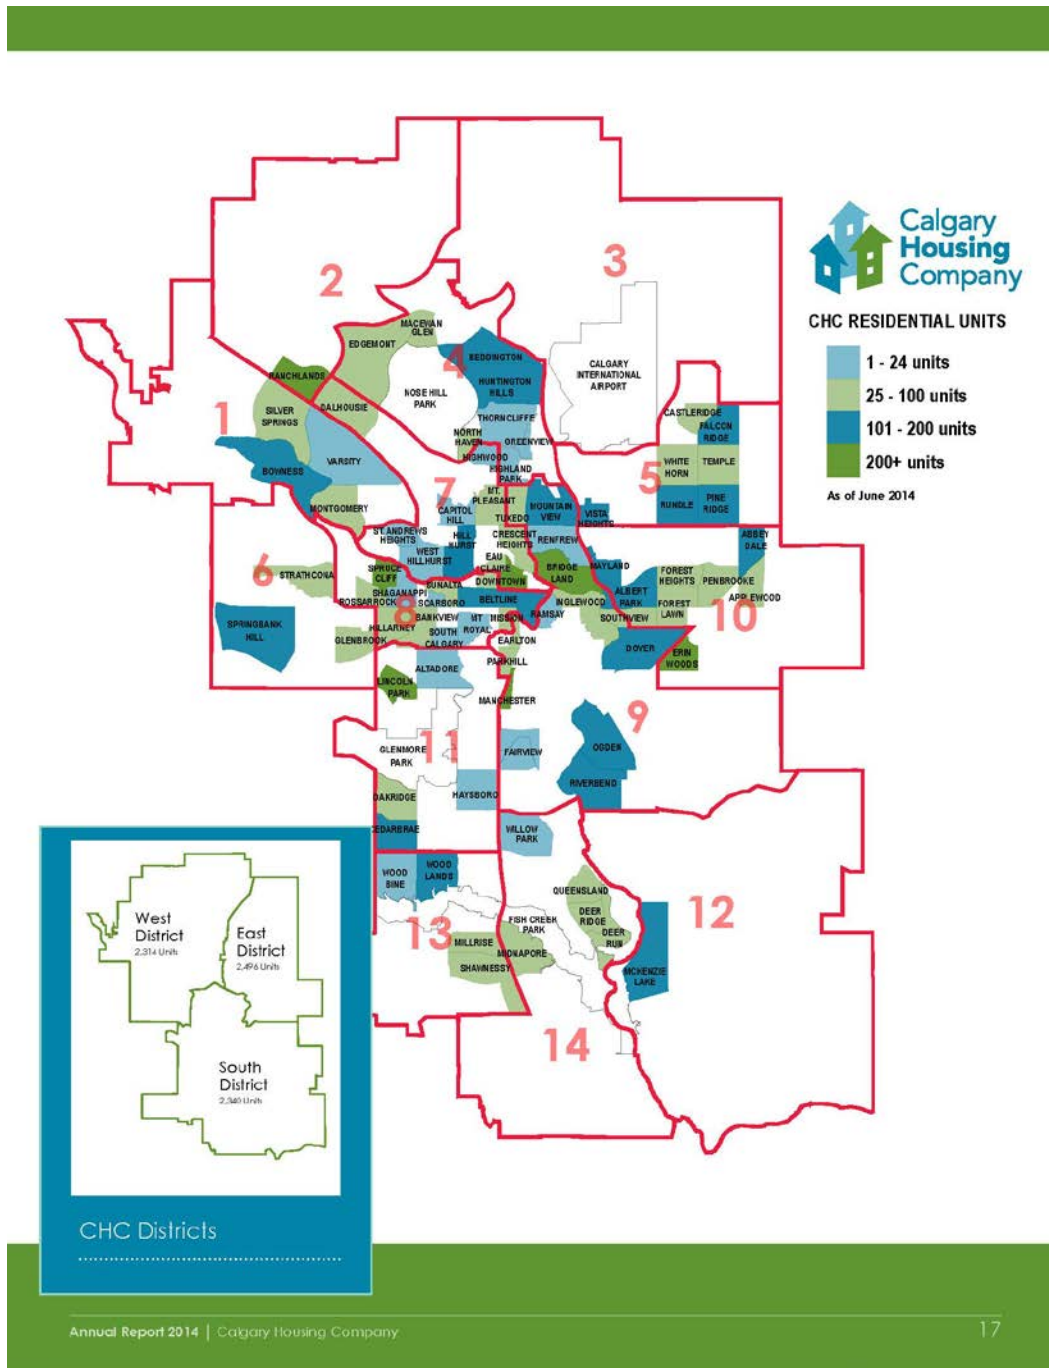 Calgary
Housing
Company
CHC RESIDENTIAL UNITS
1 - 24 units
25 - 100 units
101 - 200 units
200+ units
As of June 2014
1
2
3
4
5
6
7
8
9
10
11
12
13
14
MACEWAN
GLEN
EDGEMONT
BEDDINGTON
CALGARY
INTERNATIONAL
AIRPORT
RANCHLANDS
NOSE HILL
PARK
HUNTINGTON
HILLS
SILVER
SPRINGS
DALHOUSIE
THORNCLIFFE
CASTLERIDGE
FALCON
RIDGE
NORTH
HAVEN
GREENVIEW
VARSITY
HIGHWOOD
HIGHLAND
PARK
WHITE
HORN
TEMPLE
BOWNESS
MT.
PLEASANT
RUNDLE
PINE
RIDGE
MONTGOMERY
CAPITOL
HILL
TUXEDO
MOUNTAIN
VIEW
VISTA
HEIGHTS
ST. ANDREWS
HEIGHTS
HILL
HURST
CRESCENT
HEIGHTS
RENFREW
ABBEY
DALE
WEST
HILLHURST
EAU
CLAIRE
BRIDGE
LAND
MAYLAND
STRATHCONA
SPRUCE
CLIFF
SUNALTA
DOWNTOWN
FOREST
HEIGHTS
PENBROOKE
SHAGANAPPI
ROSSARROCK
SCARBORO
BELTLINE
INGLEWOOD
ALBERT
PARK
FOREST
LAWN
APPLEWOOD
SPRINGBANK
HILL
HILLARNEY
BANKVIEW
MT
ROYAL
MISSION
RAMSAY
SOUTHVIEW
GLENBROOK
SOUTH
CALGARY
EARLTON
DOVER
ERIN
WOODS
ALTADORE
PARKHILL
LINCOLN
PARK
MANCHESTER
GLENMORE
PARK
FAIRVIEW
OGDEN
OAKRIDGE
HAYSBORO
RIVERBEND
CEDARBRAE
WILLOW
PARK
WOOD
BINE
WOOD
LANDS
QUEENSLAND
DEER
RIDGE
FISH CREEK
PARK
DEER
RUN
MILLRISE
MIDNAPORE
SHAWNESSY
MCKENZIE
LAKE
West
District
2,314 Units
East
District
2,496 Units
South
District
2,340 Units
CHC Districts
Annual Report 2014 | Calgary Housing Company
17